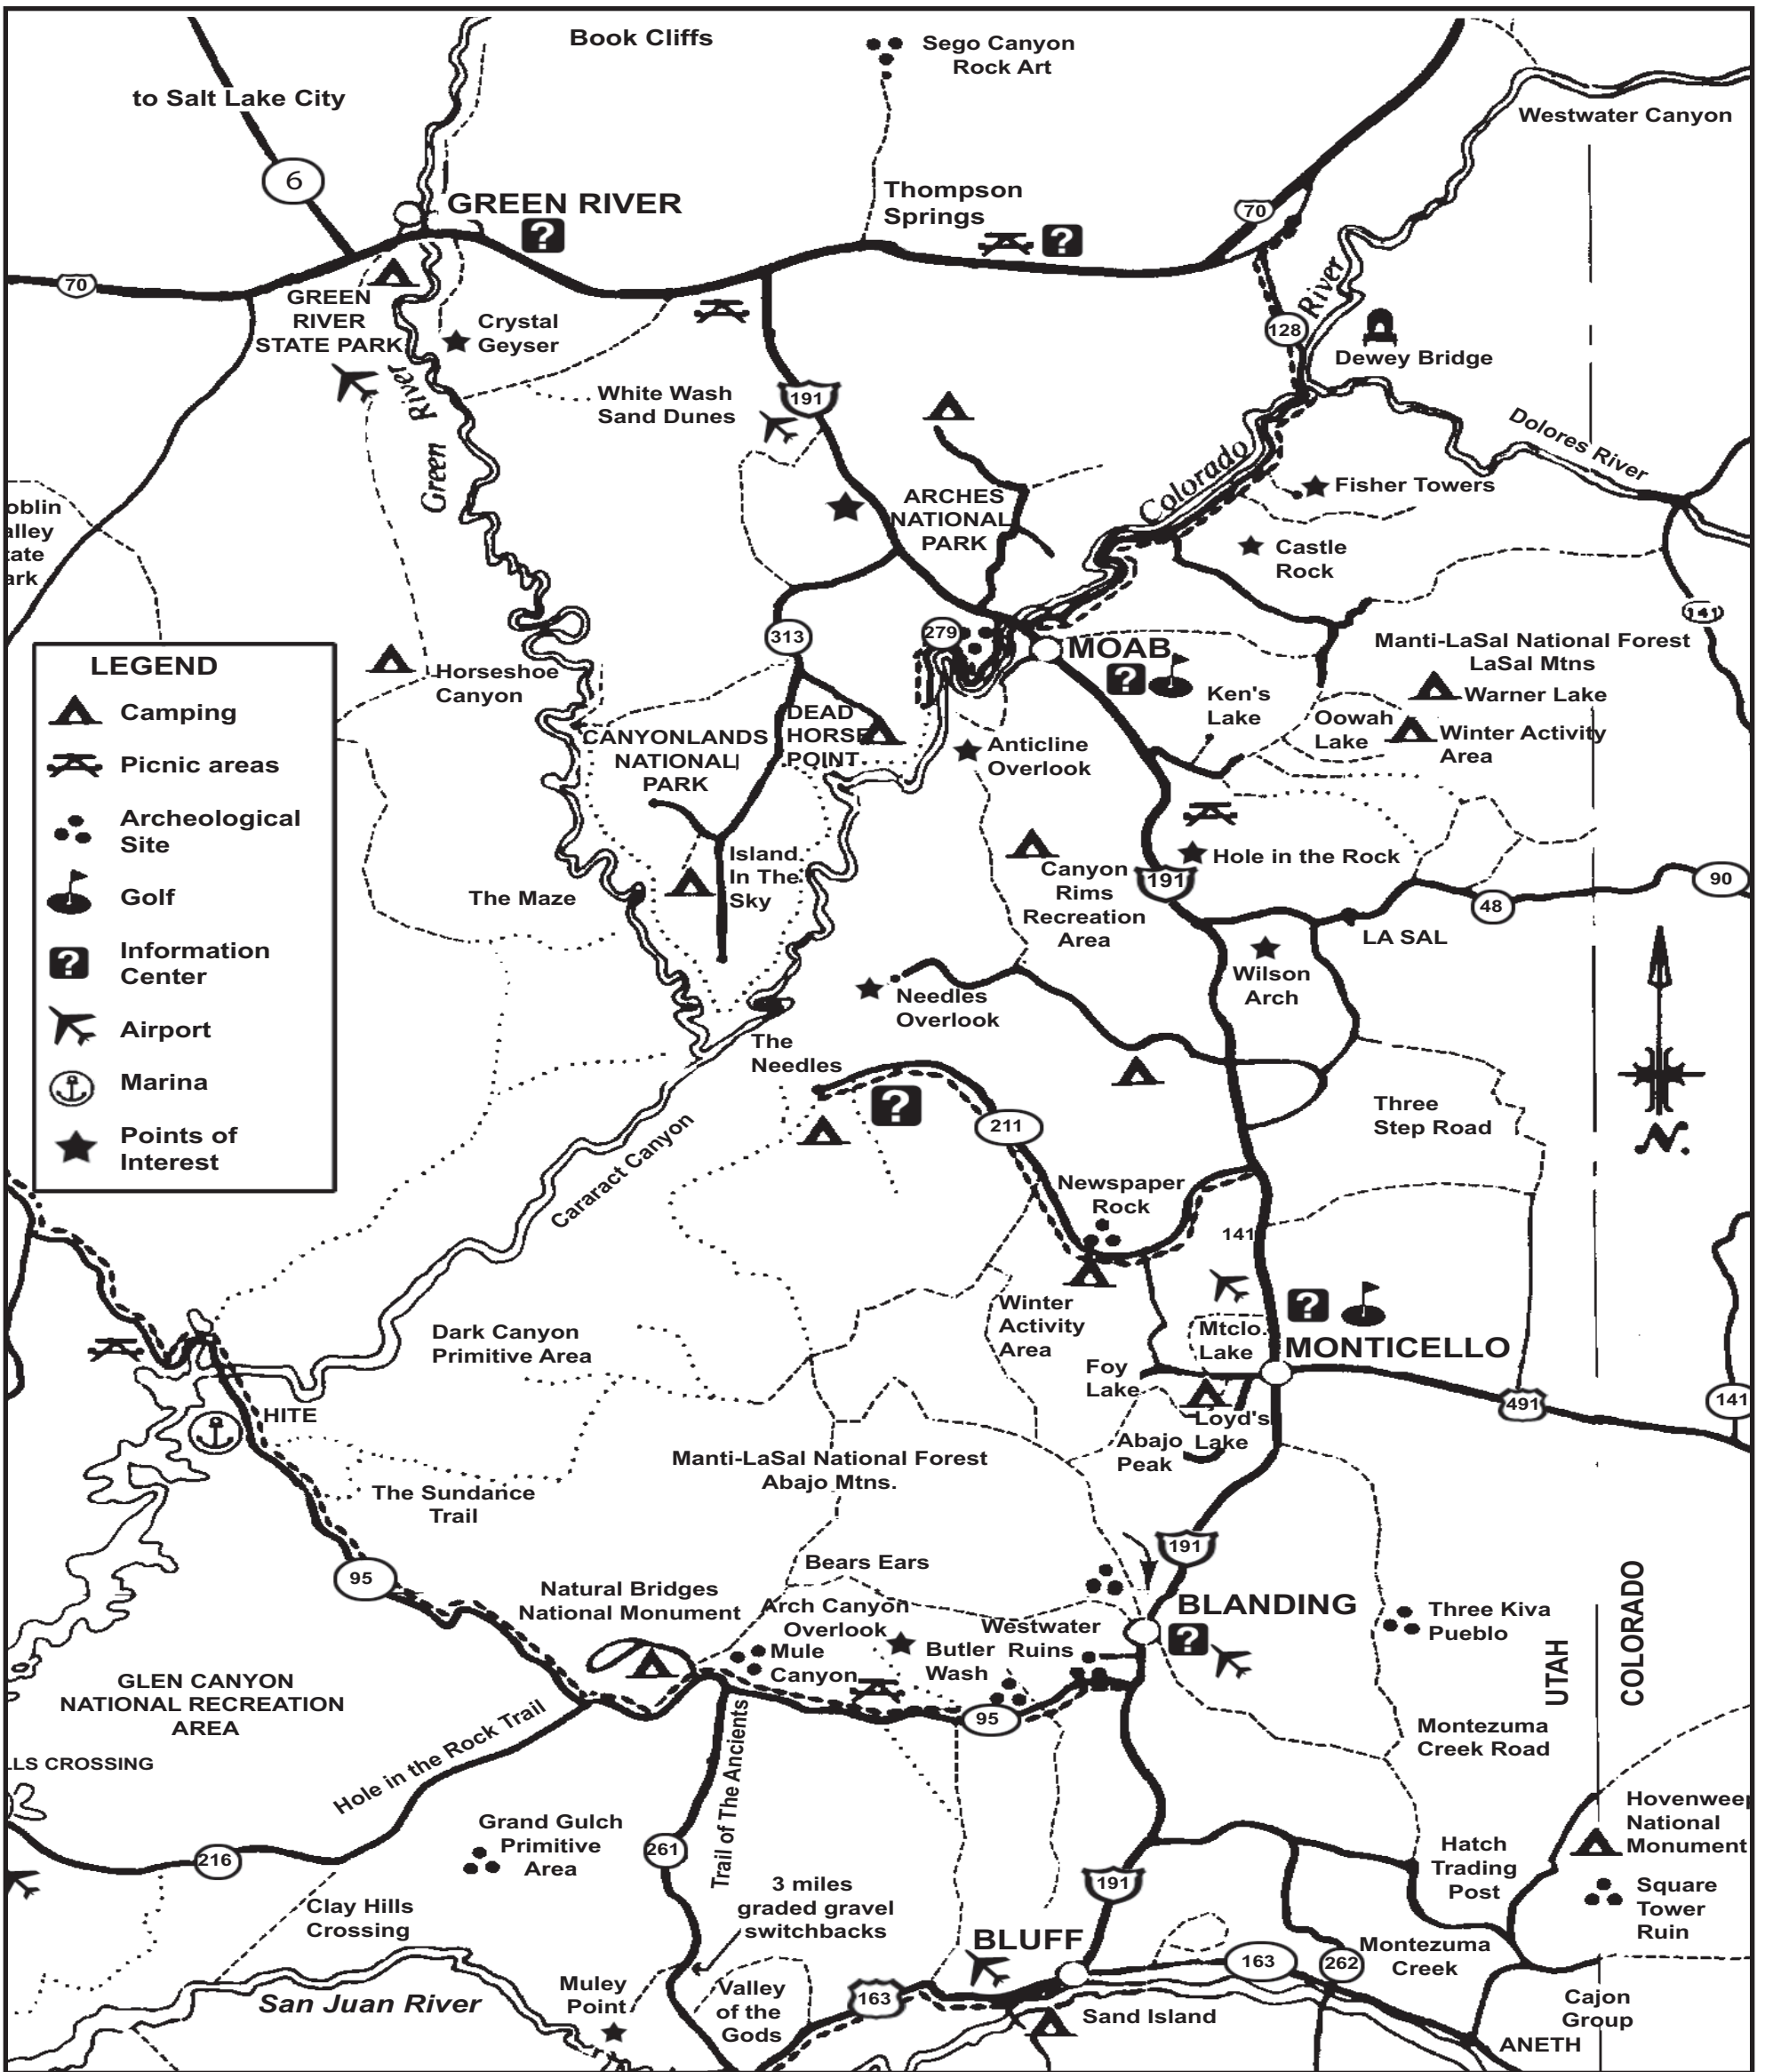 Book Cliffs
Sego Canyon
Rock Art
to Salt Lake City
Westwater Canyon
6
GREEN RIVER
?
Thompson
Springs
?
70
70
GREEN
RIVER
STATE PARK
Crystal
Geyser
River
128
Dewey Bridge
White Wash
Sand Dunes
191
Green River
Dolores River
Colorado
Fisher Towers
ARCHES
NATIONAL
PARK
oblin
alley
tate
ark
Castle
Rock
141
313
279
MOAB
?
Manti-LaSal National Forest
LaSal Mtns
Warner Lake
Horseshoe
Canyon
Ken's
Lake
Oowah
Lake
Winter Activity
Area
CANYONLANDS
NATIONAL
PARK
DEAD
HORSE
POINT
Anticline
Overlook
LEGEND
Camping
Picnic areas
Archeological
Site
Golf
?
Information
Center
Airport
Marina
Points of
Interest
Island
In The
Sky
The Maze
Canyon
Rims
Recreation
Area
Hole in the Rock
191
90
48
LA SAL
Wilson
Arch
Needles
Overlook
The
Needles
?
211
Three
Step Road
N.
Cararact Canyon
Newspaper
Rock
141
Winter
Activity
Area
?
Mtclo.
Lake
MONTICELLO
Foy
Lake
Loyd's
Lake
Abajo
Peak
491
141
Dark Canyon
Primitive Area
HITE
Manti-LaSal National Forest
Abajo Mtns.
The Sundance
Trail
95
191
Bears Ears
Natural Bridges
National Monument
Arch Canyon
Overlook
Mule
Canyon
Butler
Wash
Westwater
Ruins
BLANDING
?
Three Kiva
Pueblo
UTAH
COLORADO
95
GLEN CANYON
NATIONAL RECREATION
AREA
Hole in the Rock Trail
Trail of The Ancients
Montezuma
Creek Road
LLS CROSSING
216
Grand Gulch
Primitive
Area
261
Hovenweep
National
Monument
Hatch
Trading
Post
Square
Tower
Ruin
3 miles
graded gravel
switchbacks
191
Clay Hills
Crossing
BLUFF
163
262
Montezuma
Creek
San Juan River
Muley
Point
Valley
of the
Gods
163
Sand Island
Cajon
Group
ANETH